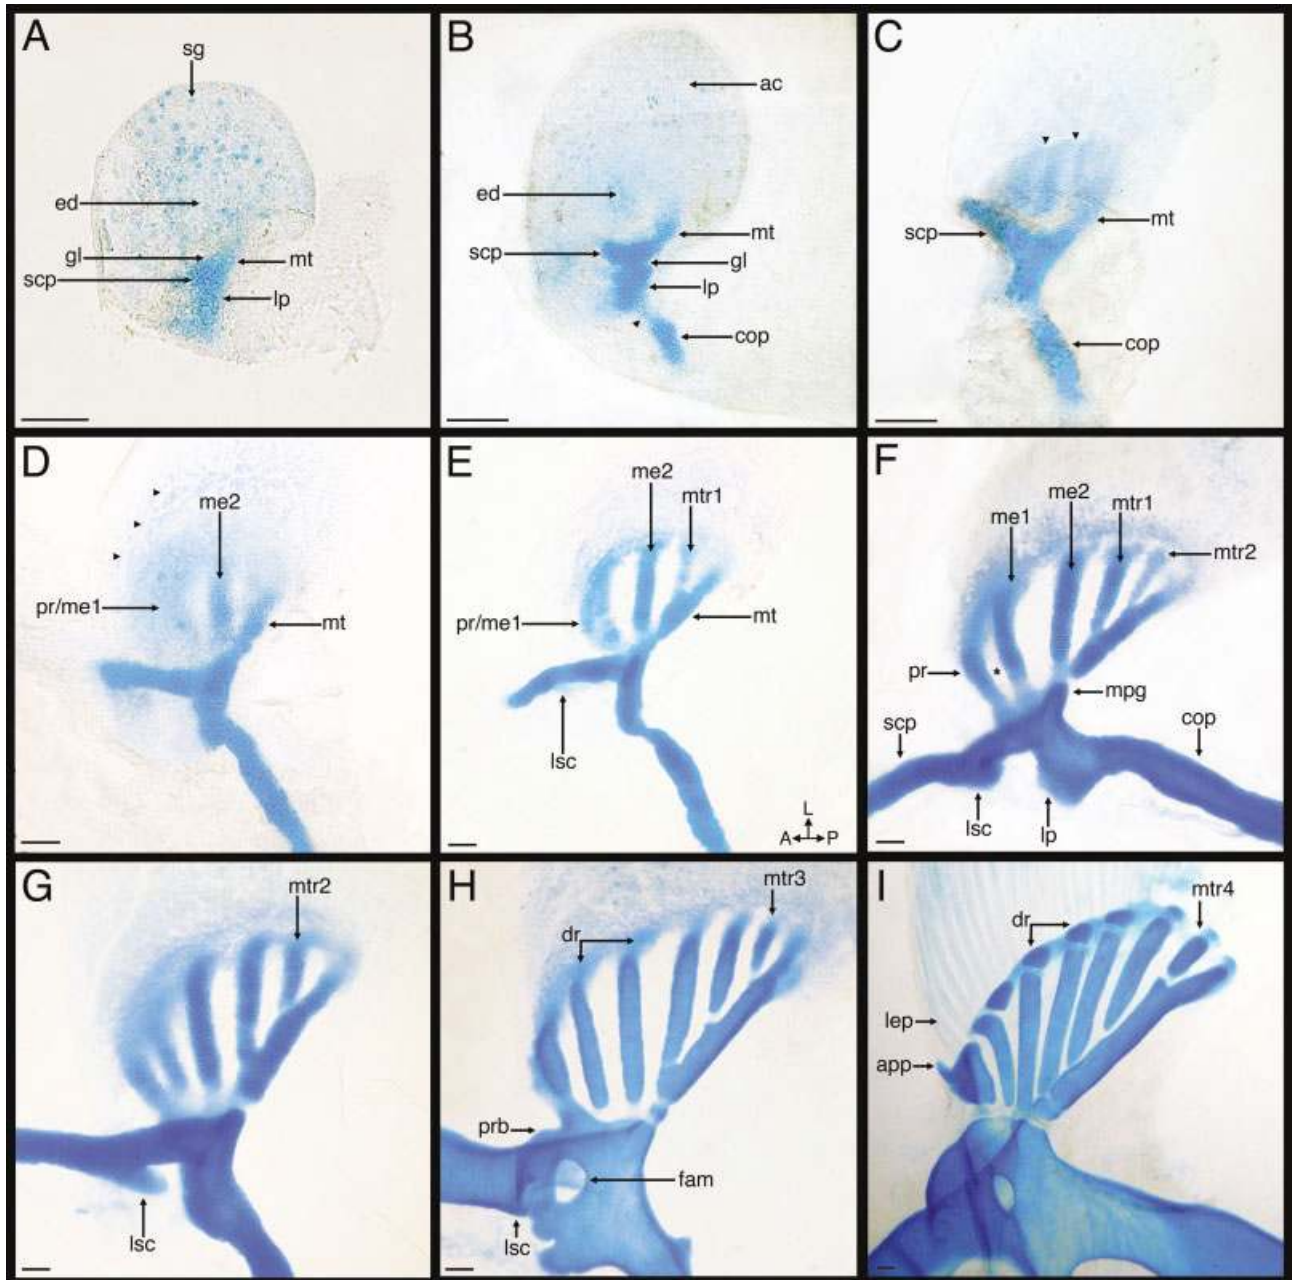 A
sg
ed
gl
scp
mt
lp
B
ac
ed
mt
scp
gl
lp
cop
C
scp
mt
cop
D
me2
pr/me1
mt
E
me2
mtr1
pr/me1
mt
lsc
L
A P
F
me2
me1
mtr1
mtr2
pr
*
mpg
scp
cop
lsc
lp
G
mtr2
lsc
H
mtr3
dr
prb
fam
lsc
I
mtr4
dr
lep
app